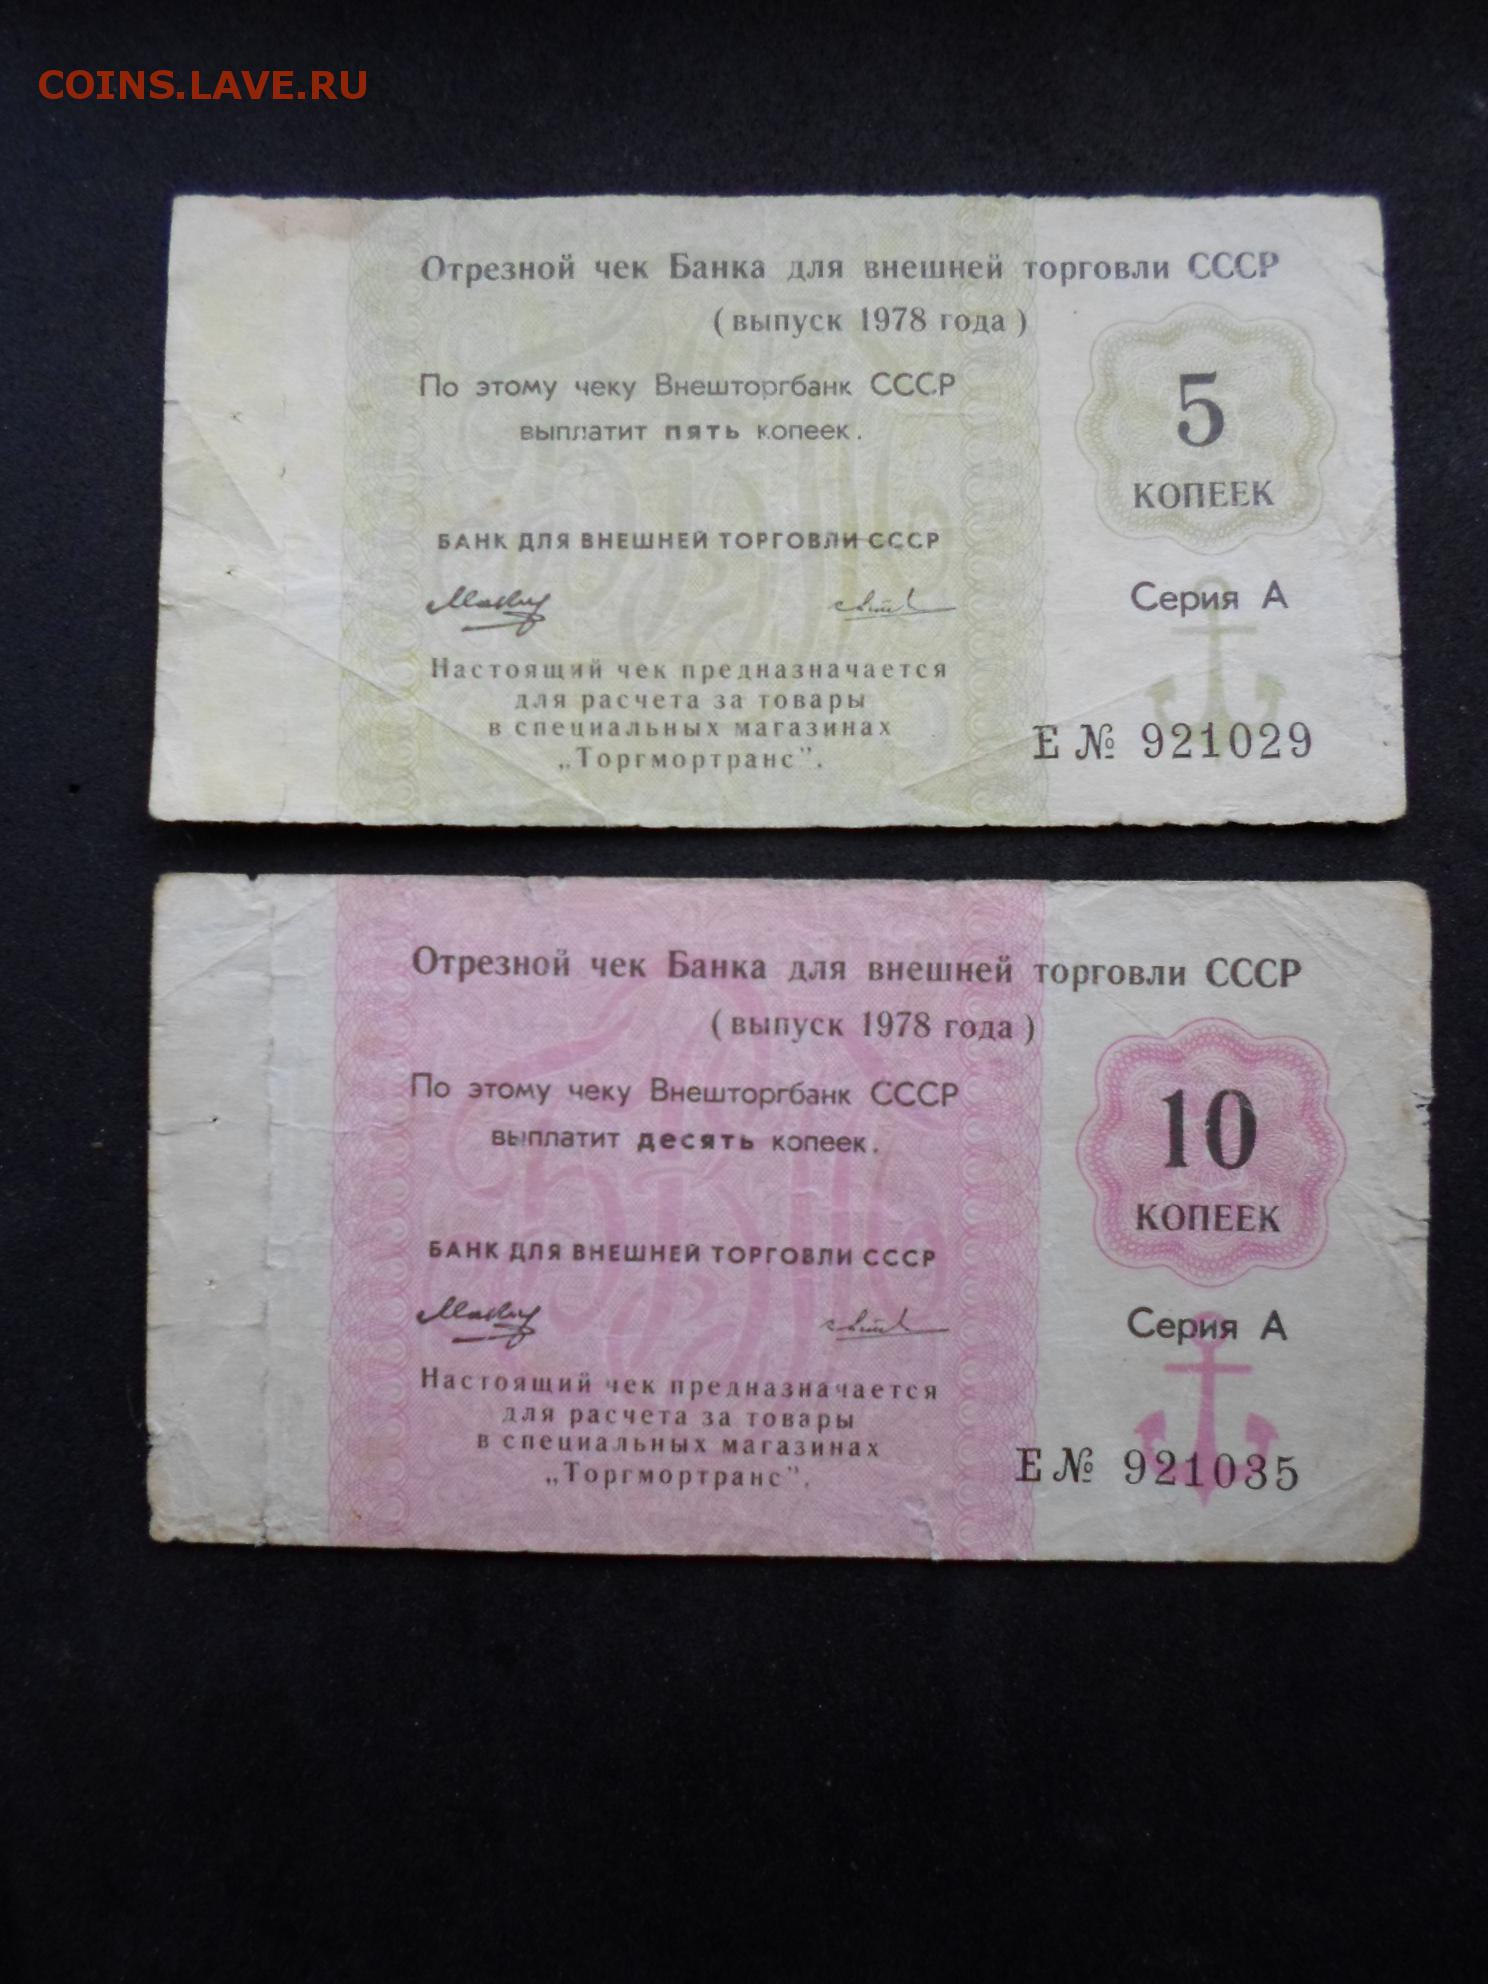 COINS.LAVE.RU
Отрезной чек Банка для внешней торговли СССР
(выпуск 1978 года)
По этому чеку Внешторгбанк СССР
выплатит пять копеек.
5
КОПЕЕК
БАНК ДЛЯ ВНЕШНЕЙ ТОРГОВЛИ СССР
Серия А
Настоящий чек предназначается
для расчета за товары
в специальных магазинах
„Торгмортранс".
Е № 921029
Отрезной чек Банка для внешней торговли СССР
(выпуск 1978 года)
По этому чеку Внешторгбанк СССР
выплатит десять копеек.
10
КОПЕЕК
БАНК ДЛЯ ВНЕШНЕЙ ТОРГОВЛИ СССР
Серия А
Настоящий чек предназначается
для расчета за товары
в специальных магазинах
„Торгмортранс".
Е № 921035